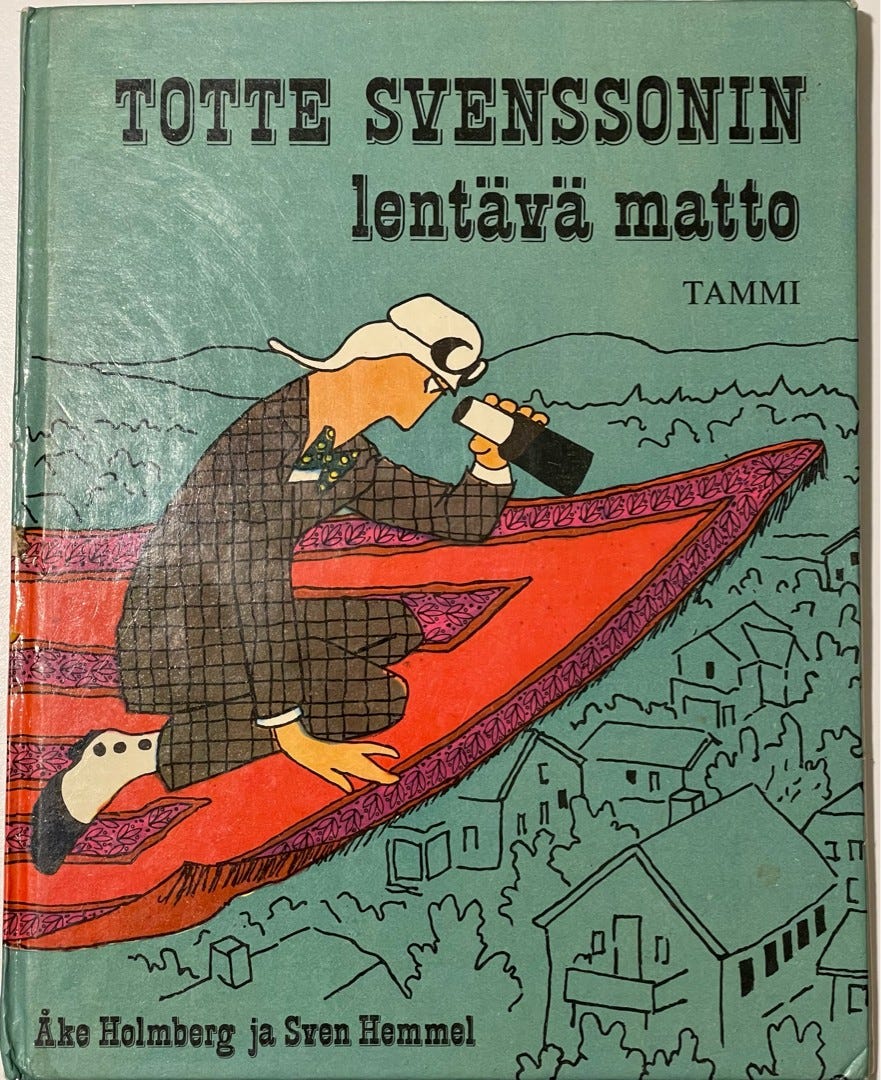 TOTTE SVENSSONIN
lentävä matto
TAMMI
Åke Holmberg ja Sven Hemmel